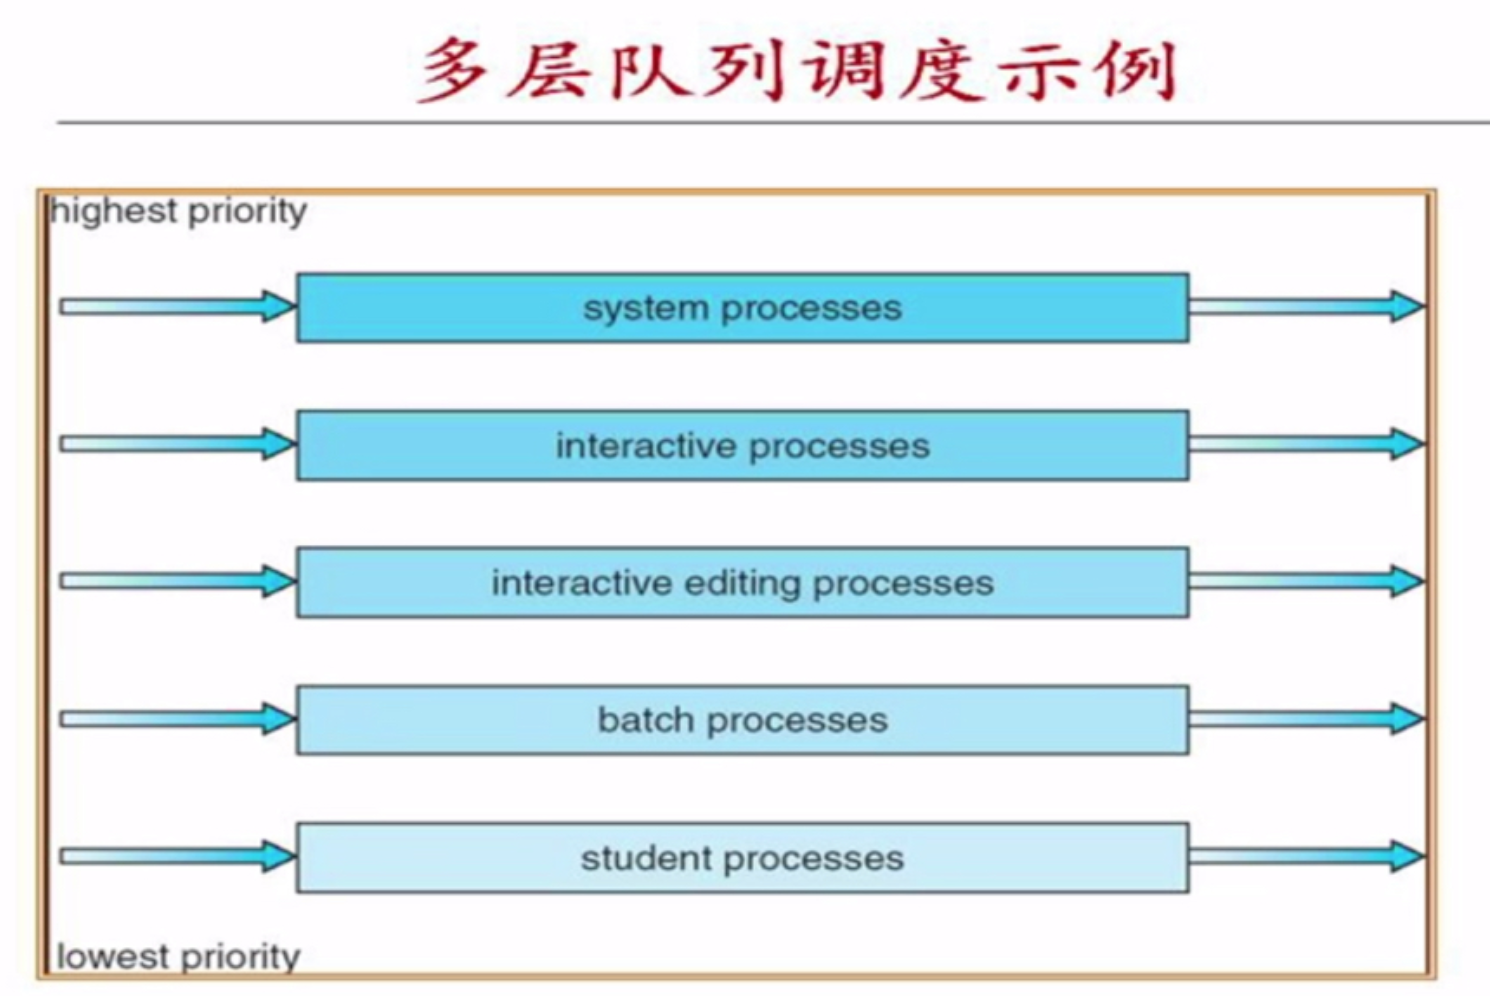 多层队列调度示例
highest priority
system processes
interactive processes
interactive editing processes
batch processes
student processes
lowest priority